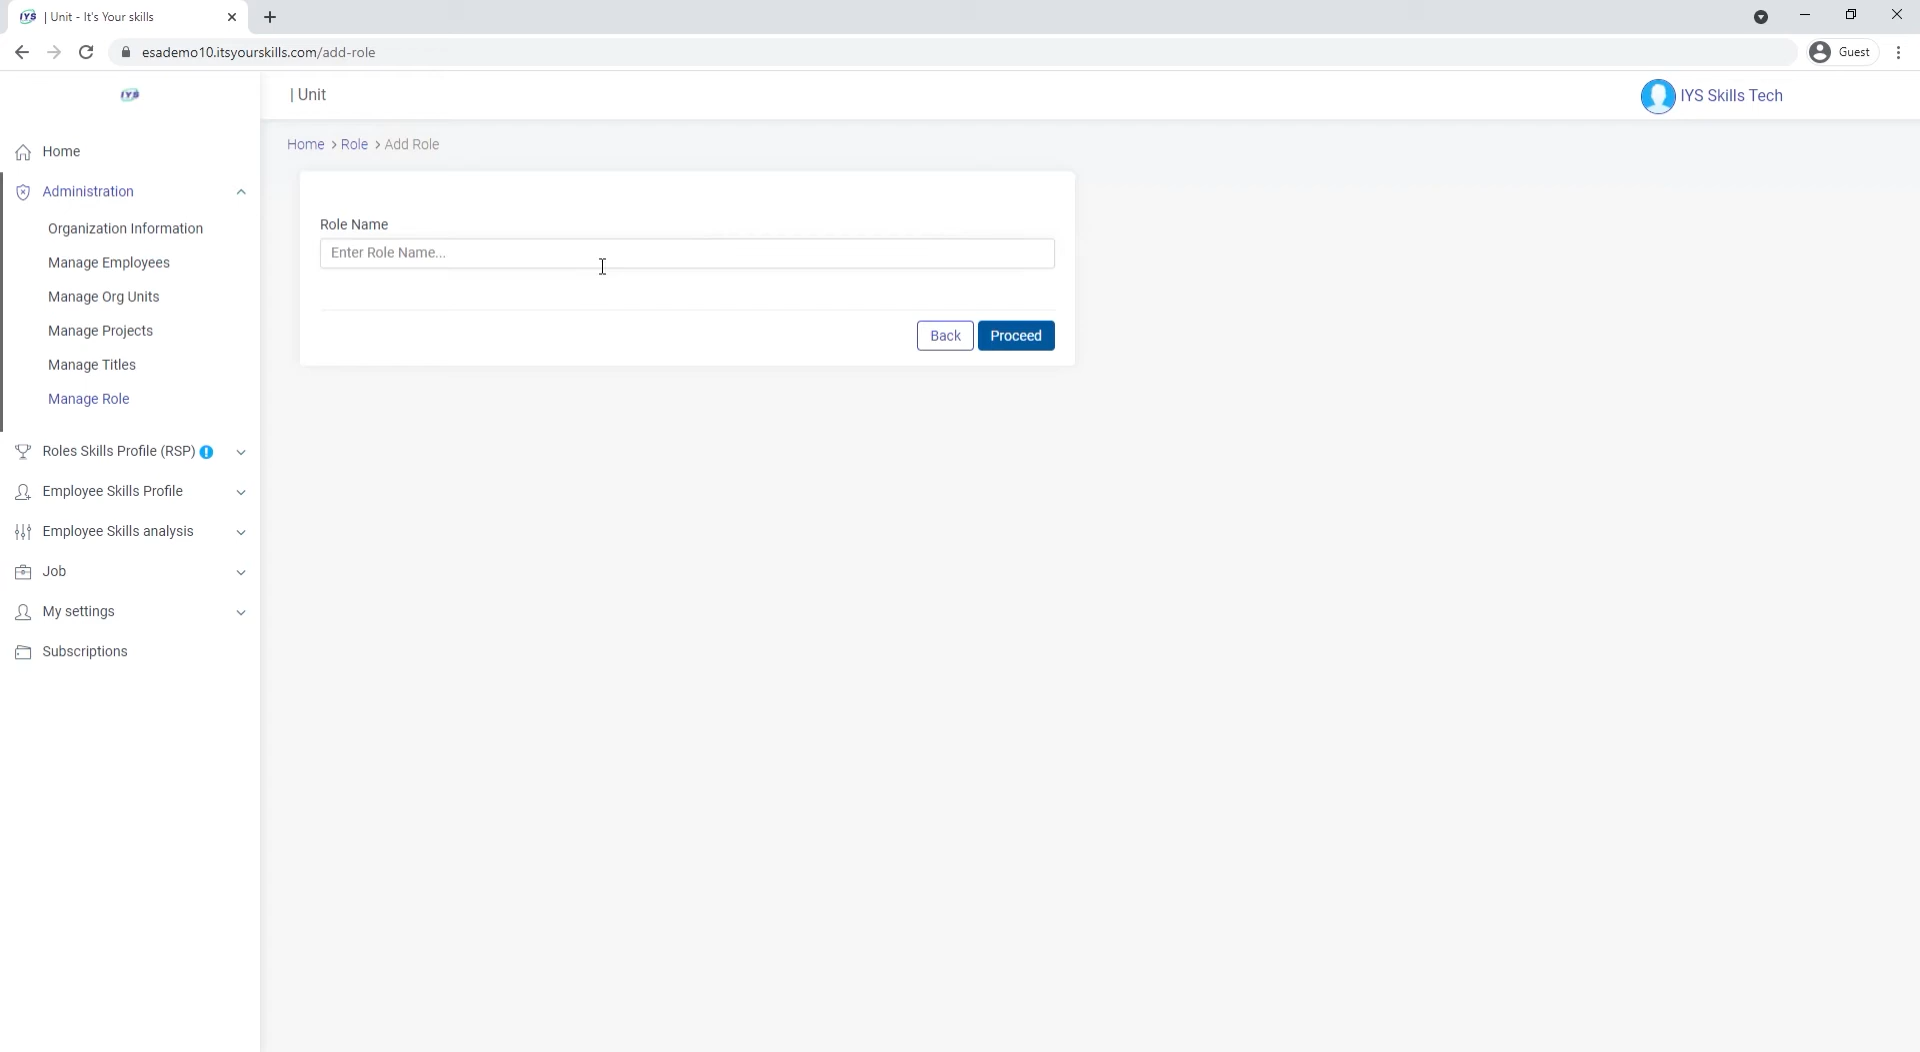 IYS | Unit - It's Your skills
esademo10.itsyourskills.com/add-role
Guest
IYS
| Unit
IYS Skills Tech
Home
Administration
Organization Information
Manage Employees
Manage Org Units
Manage Projects
Manage Titles
Manage Role
Roles Skills Profile (RSP)
Employee Skills Profile
Employee Skills analysis
Job
My settings
Subscriptions
Home > Role > Add Role
Role Name
Enter Role Name...
Back Proceed